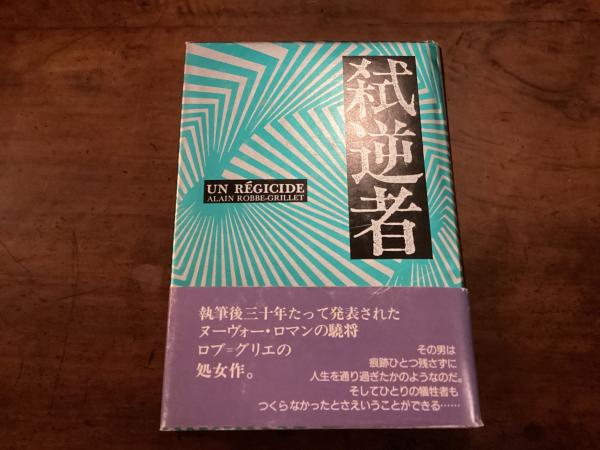 弑逆者
UN RÉGICIDE
ALAIN ROBBE-GRILLET
執筆後三十年たって発表された
ヌーヴォー・ロマンの驍将
ロブ=グリエの
処女作。
その男は
痕跡ひとつ残さずに
人生を通り過ぎたかのようなのだ。
そしてひとりの犠牲者も
つくらなかったとさえいうことができる……